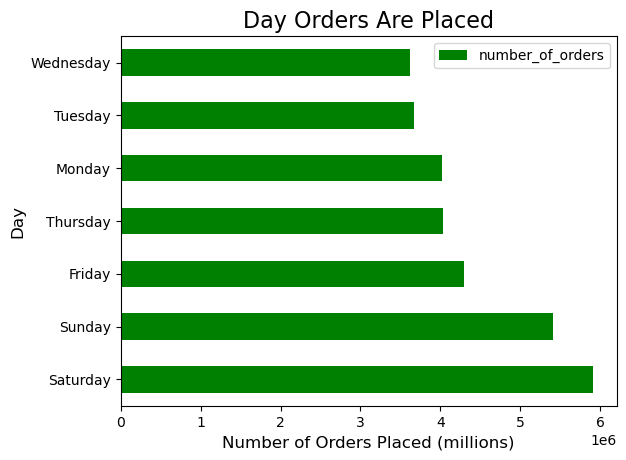 Day Orders Are Placed
number_of_orders
Wednesday
Tuesday
Monday
Thursday
Friday
Sunday
Saturday
Day
0 1 2 3 4 5 6
1e6
Number of Orders Placed (millions)